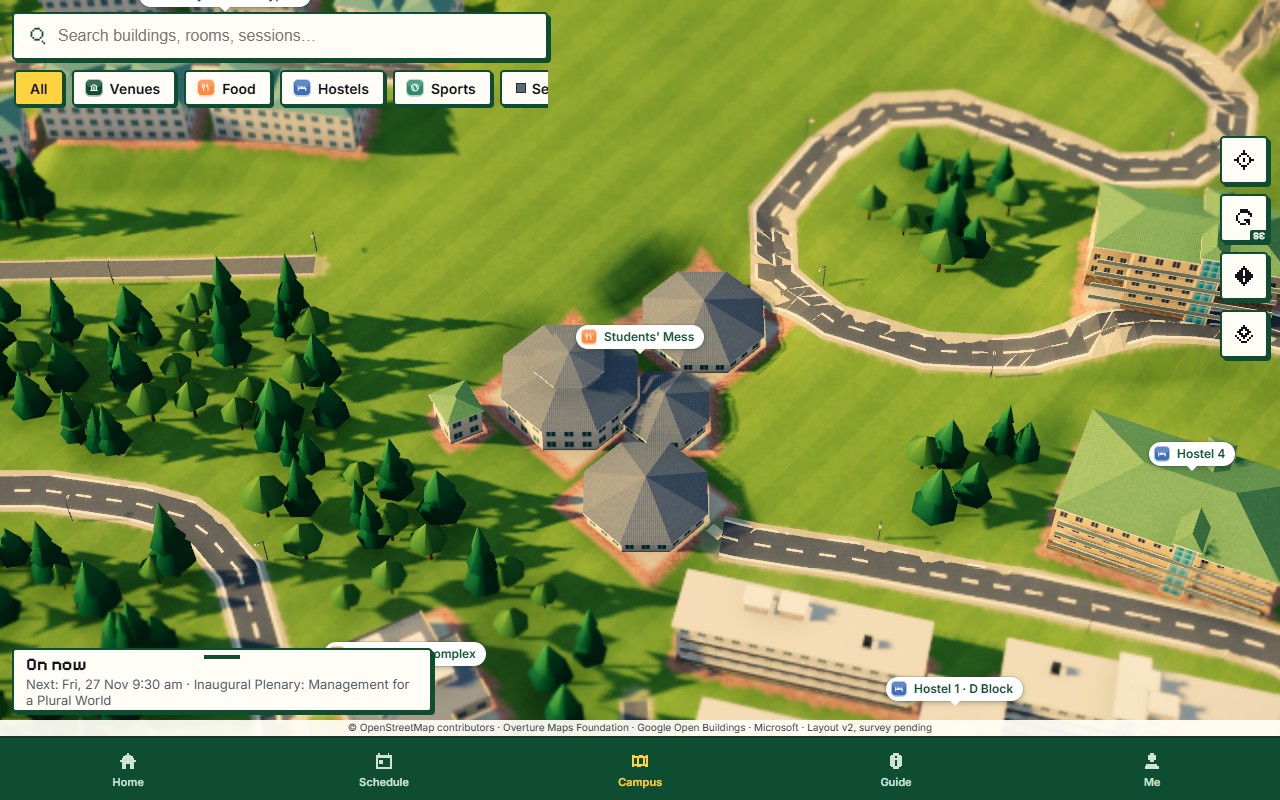 Search buildings, rooms, sessions…
All
Venues
Food
Hostels
Sports
Se
Students' Mess
Hostel 4
omplex
Hostel 1 · D Block
On now
Next: Fri, 27 Nov 9:30 am · Inaugural Plenary: Management for
a Plural World
© OpenStreetMap contributors · Overture Maps Foundation · Google Open Buildings · Microsoft · Layout v2, survey pending
Home
Schedule
Campus
Guide
Me